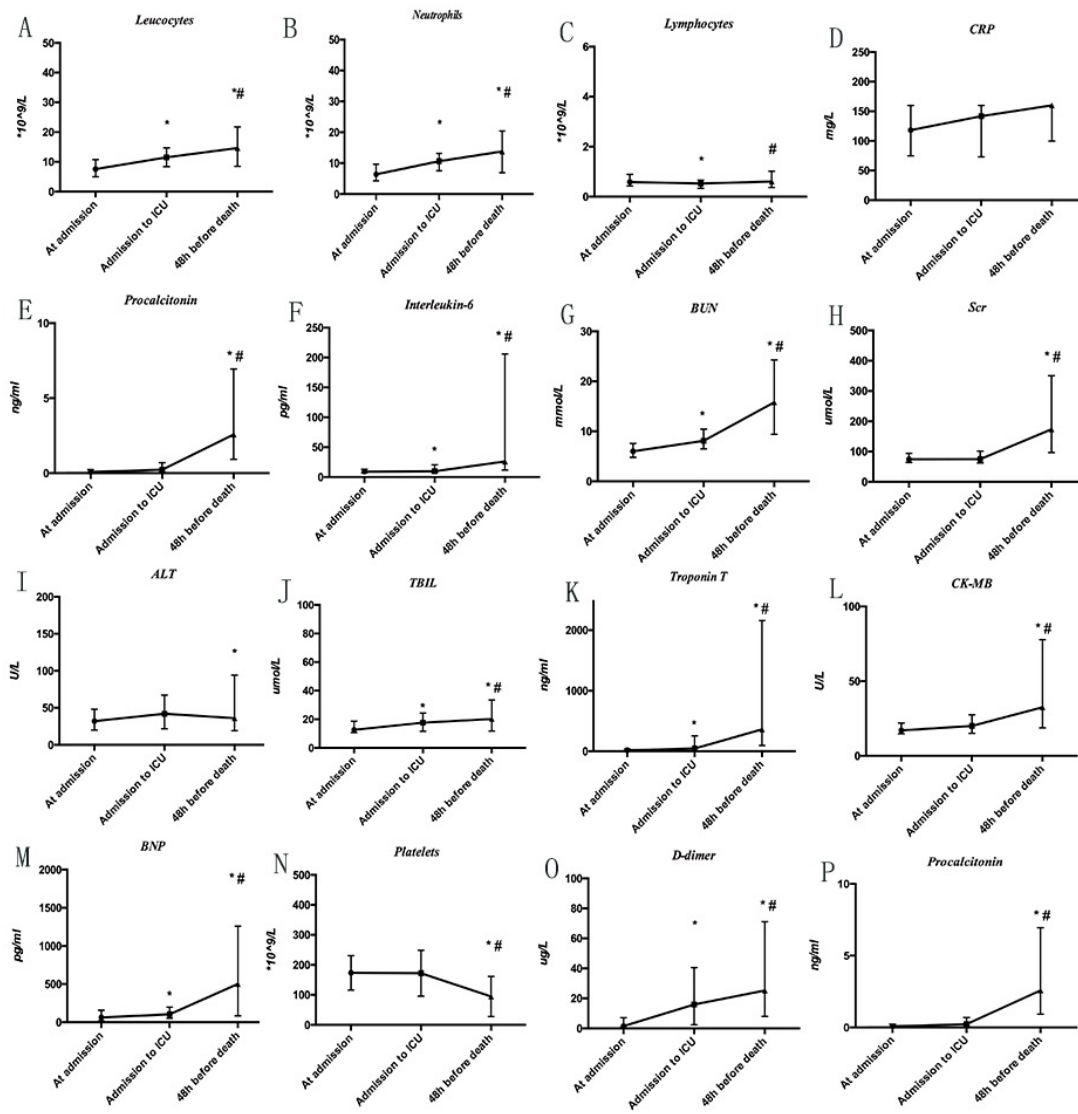 A
Leucocytes
*10^9/L
50
40
30
20
10
0
*
*#
At admission
Admission to ICU
48h before death
B
Neutrophils
*10^9/L
50
40
30
20
10
0
*
* #
At admission
Admission to ICU
48h before death
C
Lymphocytes
*10^9/L
6
4
2
0
*
#
At admission
Admission to ICU
48h before death
D
CRP
mg/L
250
200
150
100
50
0
At admission
Admission to ICU
48h before death
E
Procalcitonin
ng/ml
10
5
0
* #
At admission
Admission to ICU
48h before death
F
Interleukin-6
pg/ml
250
200
150
100
50
0
*
* #
At admission
Admission to ICU
48h before death
G
BUN
mmol/L
30
20
10
0
*
* #
At admission
Admission to ICU
48h before death
H
Scr
umol/L
500
400
300
200
100
0
* #
At admission
Admission to ICU
48h before death
I
ALT
U/L
200
150
100
50
0
*
At admission
Admission to ICU
48h before death
J
TBIL
umol/L
100
80
60
40
20
0
*
* #
At admission
Admission to ICU
48h before death
K
Troponin T
ng/ml
2000
1000
0
*
* #
At admission
Admission to ICU
48h before death
L
CK-MB
U/L
100
50
0
* #
At admission
Admission to ICU
48h before death
M
BNP
pg/ml
2000
1500
1000
500
0
*
* #
At admission
Admission to ICU
48h before death
N
Platelets
*10^9/L
500
400
300
200
100
0
* #
At admission
Admission to ICU
48h before death
O
D-dimer
ug/L
100
80
60
40
20
0
*
* #
At admission
Admission to ICU
48h before death
P
Procalcitonin
ng/ml
10
5
0
* #
At admission
Admission to ICU
48h before death